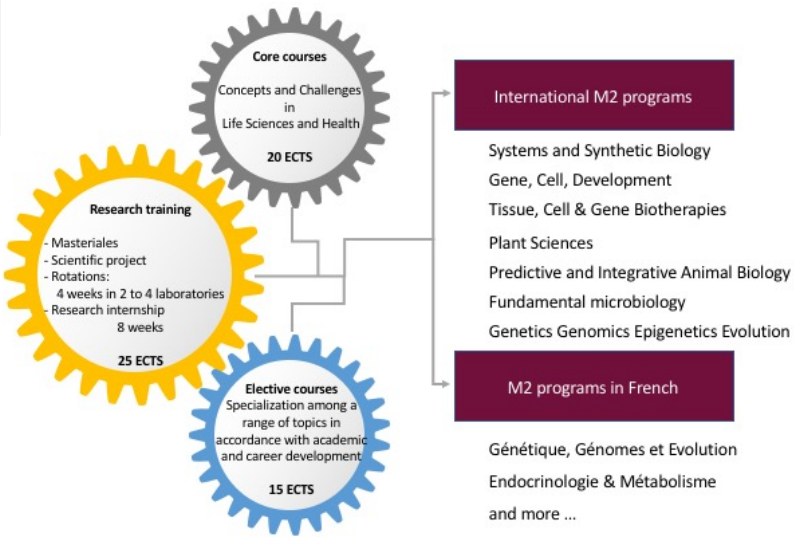 Core courses
Concepts and Challenges
in
Life Sciences and Health
20 ECTS
Research training
- Masteriales
- Scientific project
- Rotations:
4 weeks in 2 to 4 laboratories
- Research internship
8 weeks
25 ECTS
Elective courses
Specialization among a
range of topics in
accordance with academic
and career development
15 ECTS
International M2 programs
Systems and Synthetic Biology
Gene, Cell, Development
Tissue, Cell & Gene Biotherapies
Plant Sciences
Predictive and Integrative Animal Biology
Fundamental microbiology
Genetics Genomics Epigenetics Evolution
M2 programs in French
Génétique, Génomes et Evolution
Endocrinologie & Métabolisme
and more ...